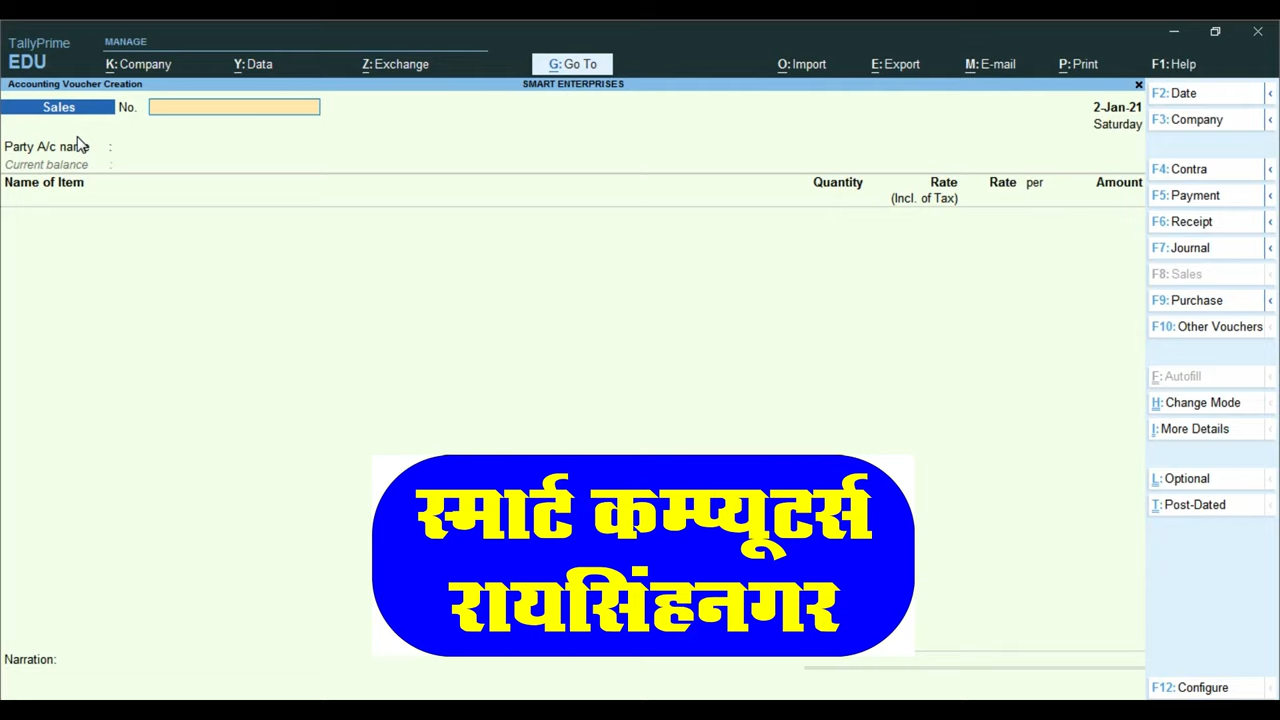 TallyPrime
EDU
MANAGE
K: Company
Y: Data
Z: Exchange
G: Go To
O: Import
E: Export
M: E-mail
P: Print
F1: Help
Accounting Voucher Creation
SMART ENTERPRISES
Sales No.
2-Jan-21
Saturday
Party A/c name :
Current balance :
Name of Item Quantity Rate Rate per Amount
(Incl. of Tax)
स्मार्ट कम्प्यूटर्स
रायसिंहनगर
Narration:
F2: Date
F3: Company
F4: Contra
F5: Payment
F6: Receipt
F7: Journal
F8: Sales
F9: Purchase
F10: Other Vouchers
F: Autofill
H: Change Mode
I: More Details
L: Optional
T: Post-Dated
F12: Configure